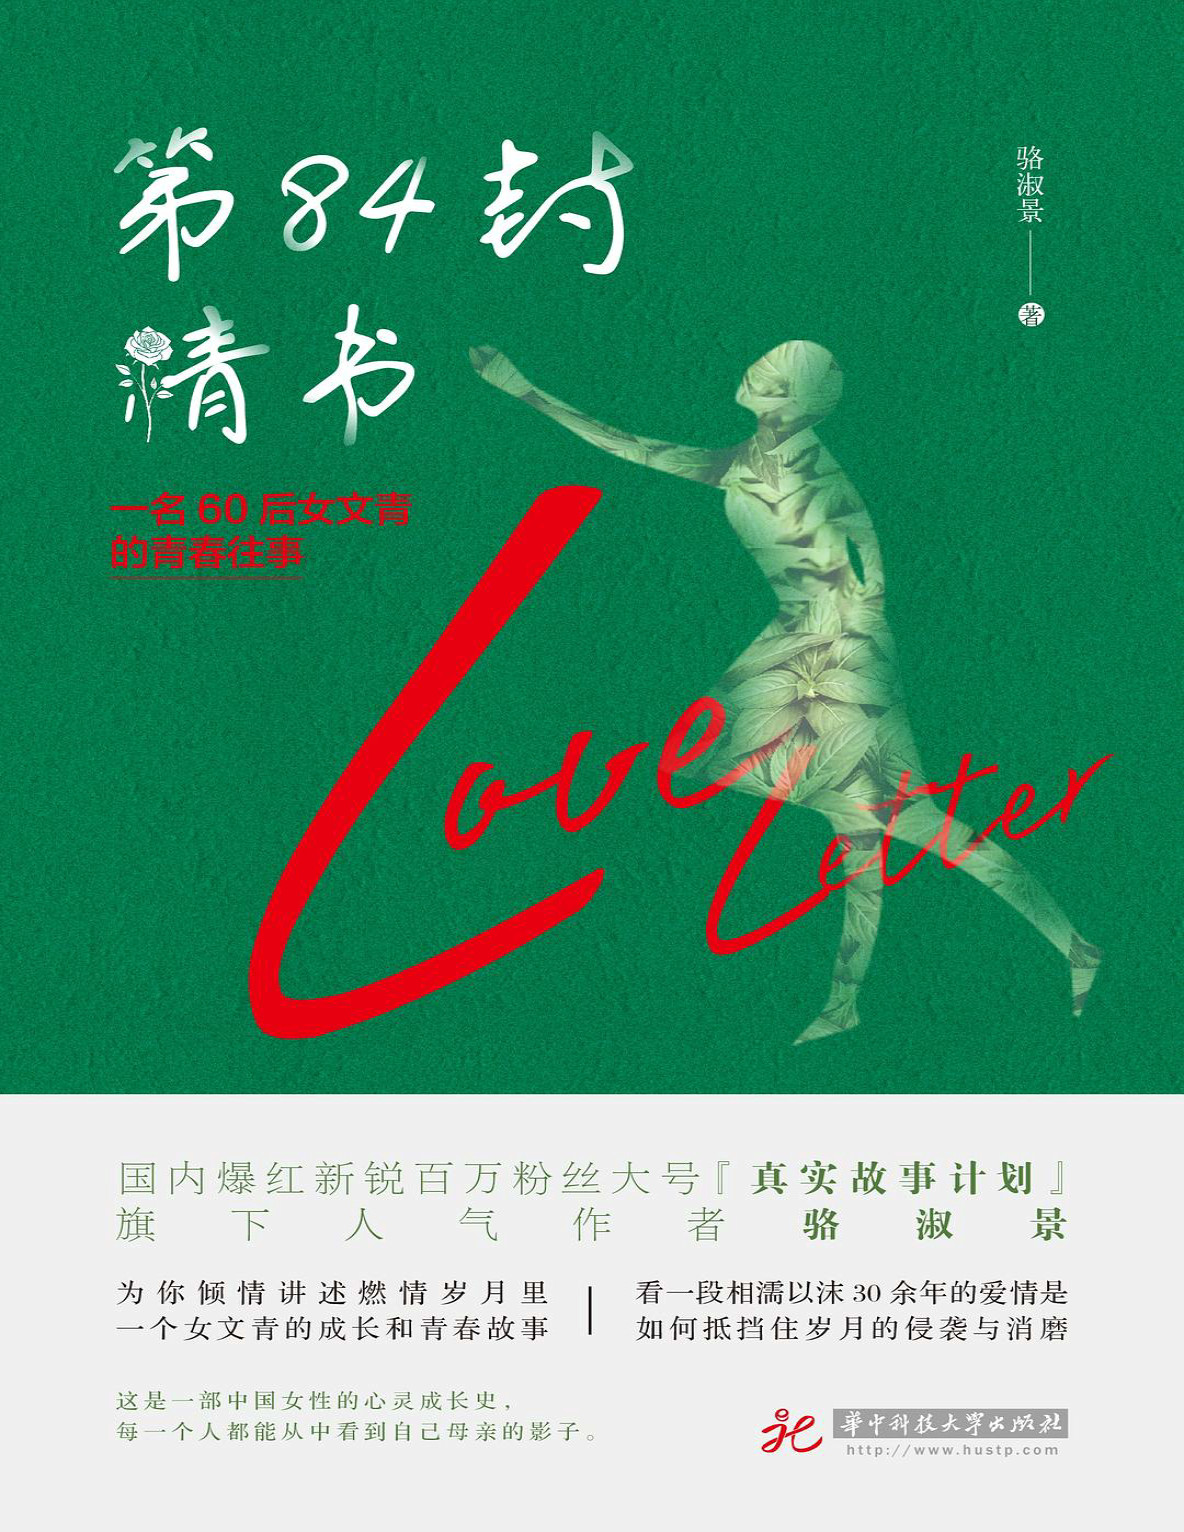 第84封
情书
骆淑景
著
一名60后女文青
的青春往事
Love
Letter
国内爆红新锐百万粉丝大号『真实故事计划』
旗下人气作者骆淑景
为你倾情讲述燃情岁月里
一个女文青的成长和青春故事
看一段相濡以沫30余年的爱情是
如何抵挡住岁月的侵袭与消磨
这是一部中国女性的心灵成长史，
每一个人都能从中看到自己母亲的影子。
華中科技大学出版社
http://www.hustp.com